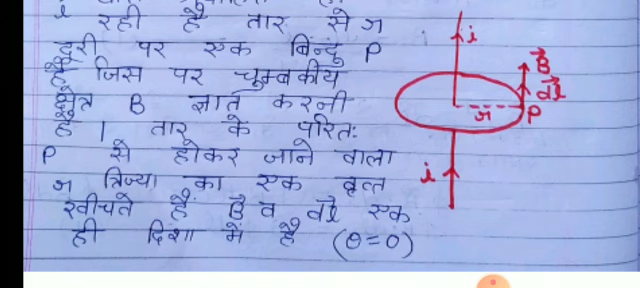 रही है तार से r
दूरी पर एक बिन्दु P
है जिस पर चुम्बकीय
क्षेत्र B ज्ञात करनी
है । तार के परितः
P से होकर जाने वाला
r त्रिज्या का एक वृत्त
खींचते हैं B⃗ व dl⃗ एक
ही दिशा में है (θ=0)
i
B⃗
dl⃗
r P
i